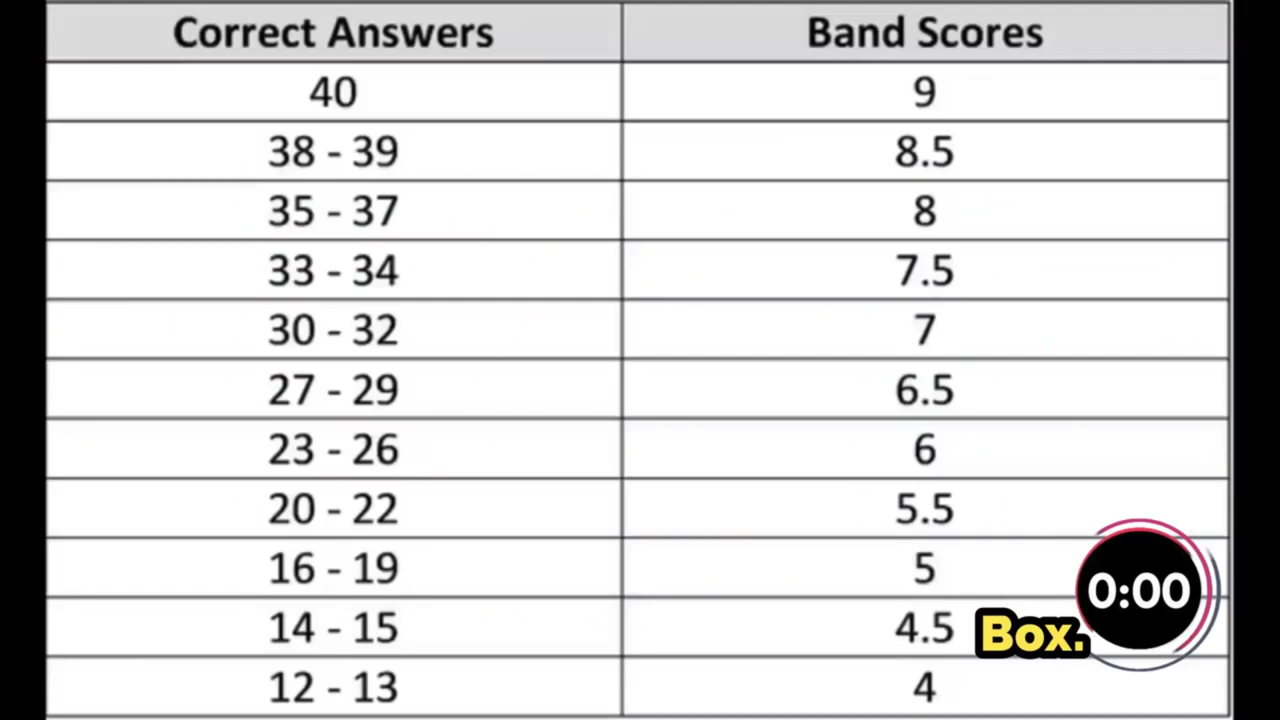 Correct Answers Band Scores
40 9
38 - 39 8.5
35 - 37 8
33 - 34 7.5
30 - 32 7
27 - 29 6.5
23 - 26 6
20 - 22 5.5
16 - 19 5
0:00
14 - 15 4.5
Box.
12 - 13 4